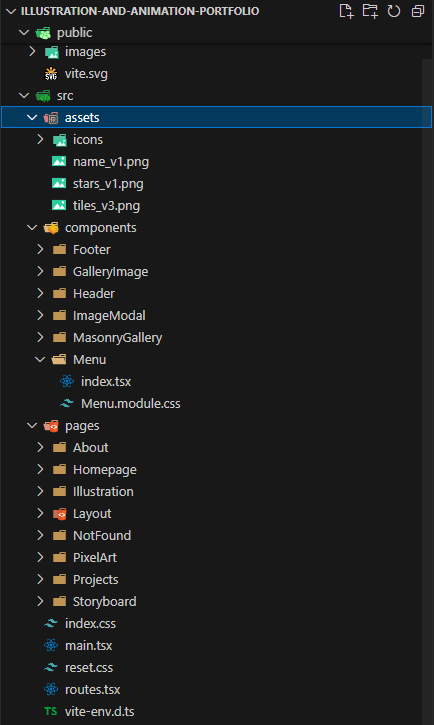 ILLUSTRATION-AND-ANIMATION-PORTFOLIO
public
images
vite.svg
src
assets
icons
name_v1.png
stars_v1.png
tiles_v3.png
components
Footer
GalleryImage
Header
ImageModal
MasonryGallery
Menu
index.tsx
Menu.module.css
pages
About
Homepage
Illustration
Layout
NotFound
PixelArt
Projects
Storyboard
index.css
main.tsx
reset.css
routes.tsx
TS vite-env.d.ts